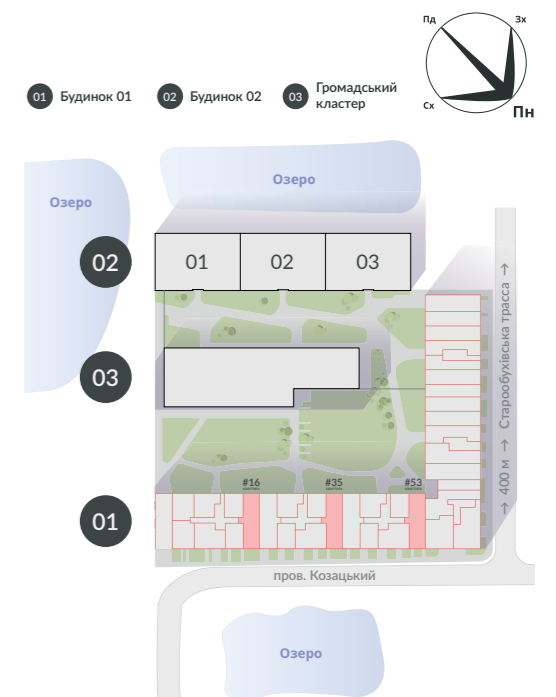 Пд
Зх
Сх
Пн
01 Будинок 01
02 Будинок 02
03 Громадський
кластер
Озеро
Озеро
02
01
02
03
03
← 400 м → Старообухівська трасса →
#16
#35
#53
01
пров. Козацький
Озеро